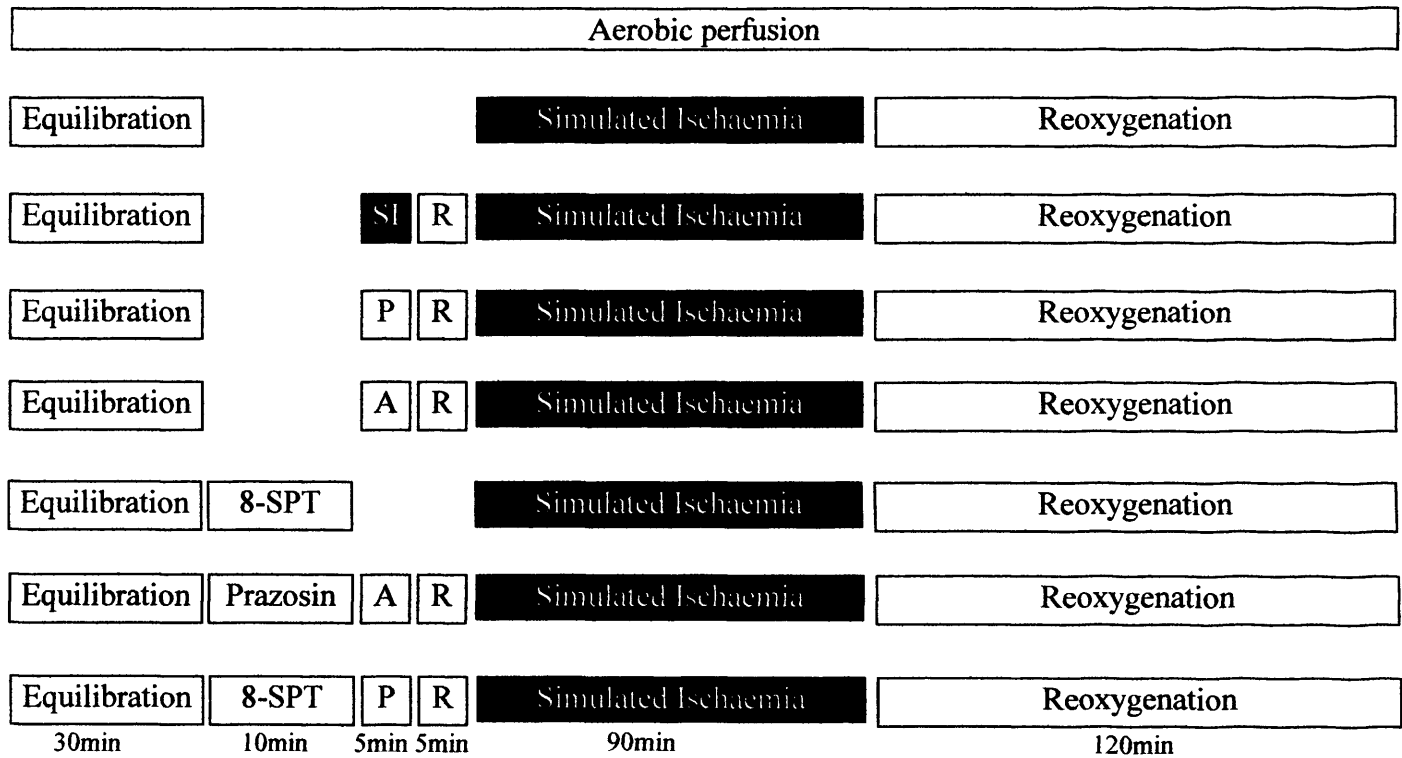 Aerobic perfusion
Equilibration Simulated Ischaemia Reoxygenation
Equilibration SI R Simulated Ischaemia Reoxygenation
Equilibration P R Simulated Ischaemia Reoxygenation
Equilibration A R Simulated Ischaemia Reoxygenation
Equilibration 8-SPT Simulated Ischaemia Reoxygenation
Equilibration Prazosin A R Simulated Ischaemia Reoxygenation
Equilibration 8-SPT P R Simulated Ischaemia Reoxygenation
30min 10min 5min 5min 90min 120min